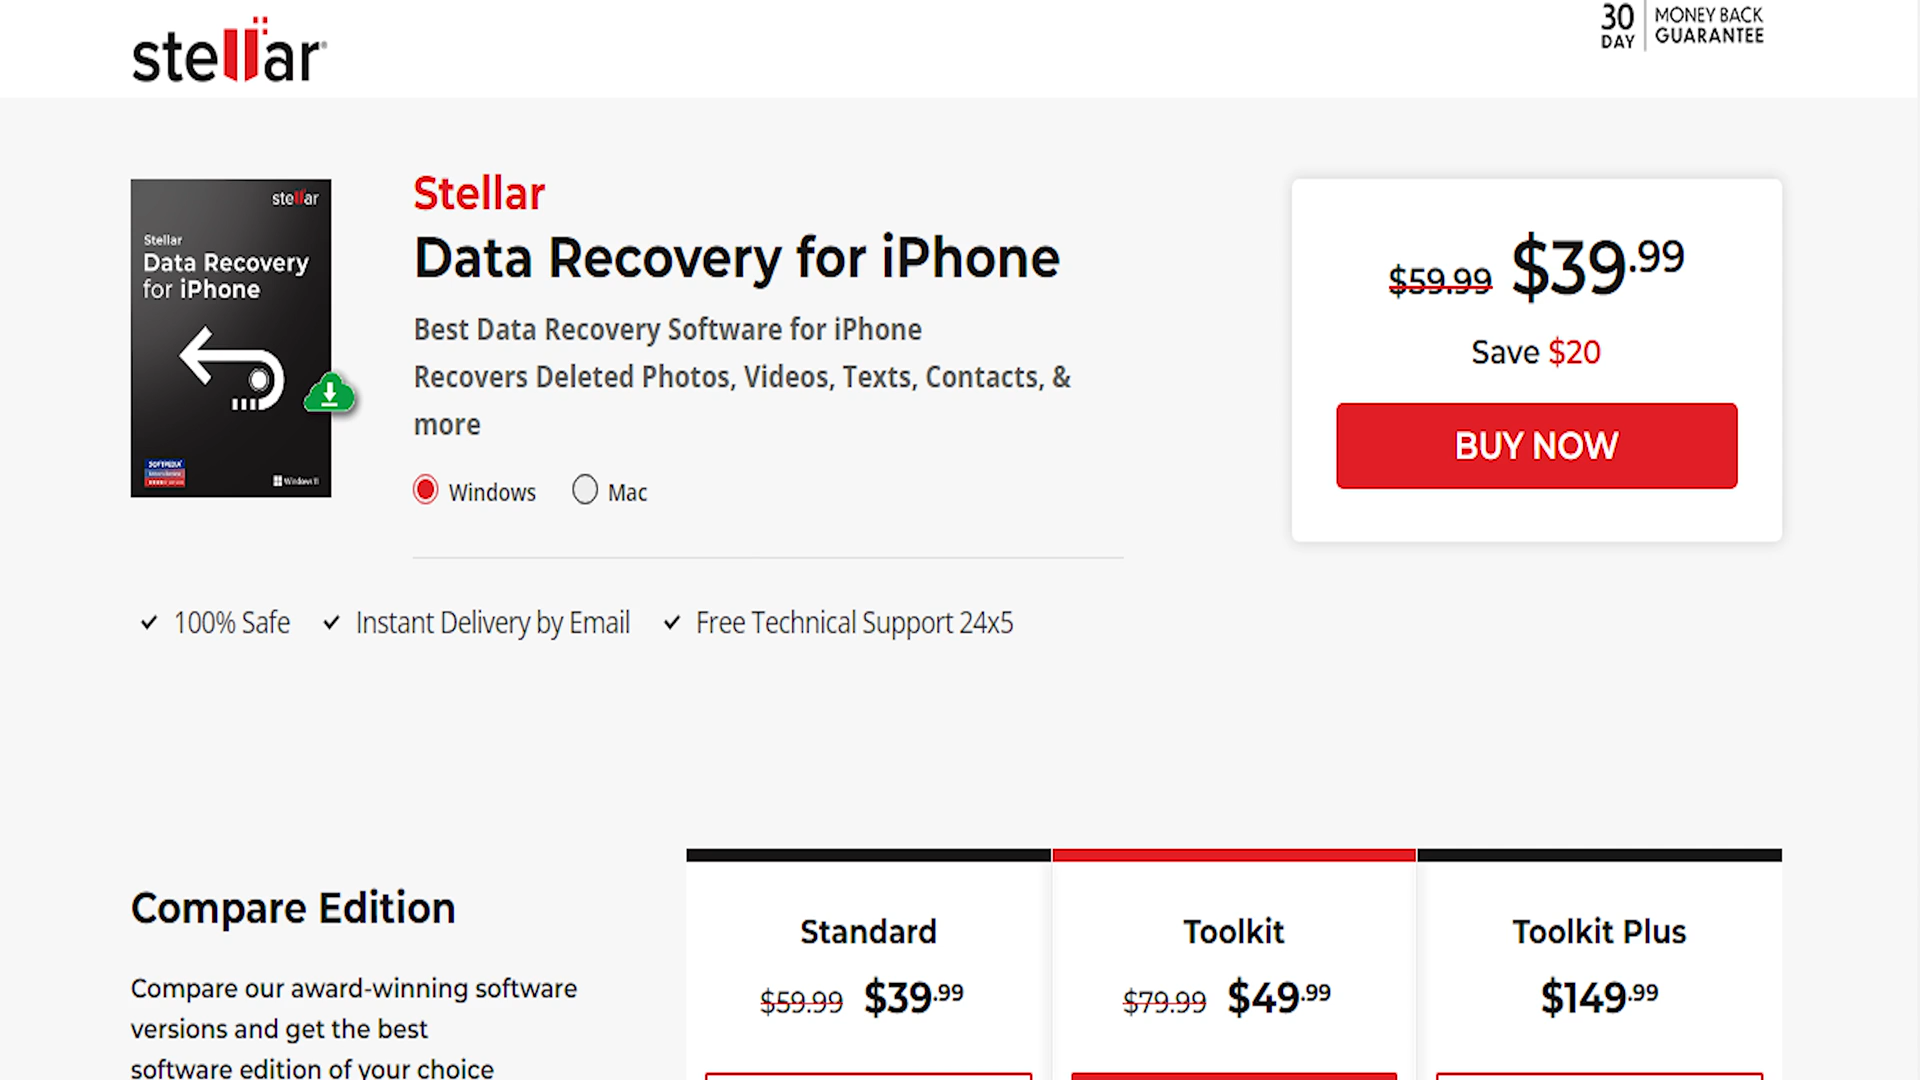 stellar
30 DAY MONEY BACK GUARANTEE
stellar
Stellar
Data Recovery
for iPhone
SOFTPEDIA
Windows 11
Stellar
Data Recovery for iPhone
Best Data Recovery Software for iPhone
Recovers Deleted Photos, Videos, Texts, Contacts, &
more
Windows Mac
$59.99 $39.99
Save $20
BUY NOW
100% Safe Instant Delivery by Email Free Technical Support 24x5
Compare Edition
Compare our award-winning software
versions and get the best
software edition of your choice
Standard
$59.99 $39.99
Toolkit
$79.99 $49.99
Toolkit Plus
$149.99